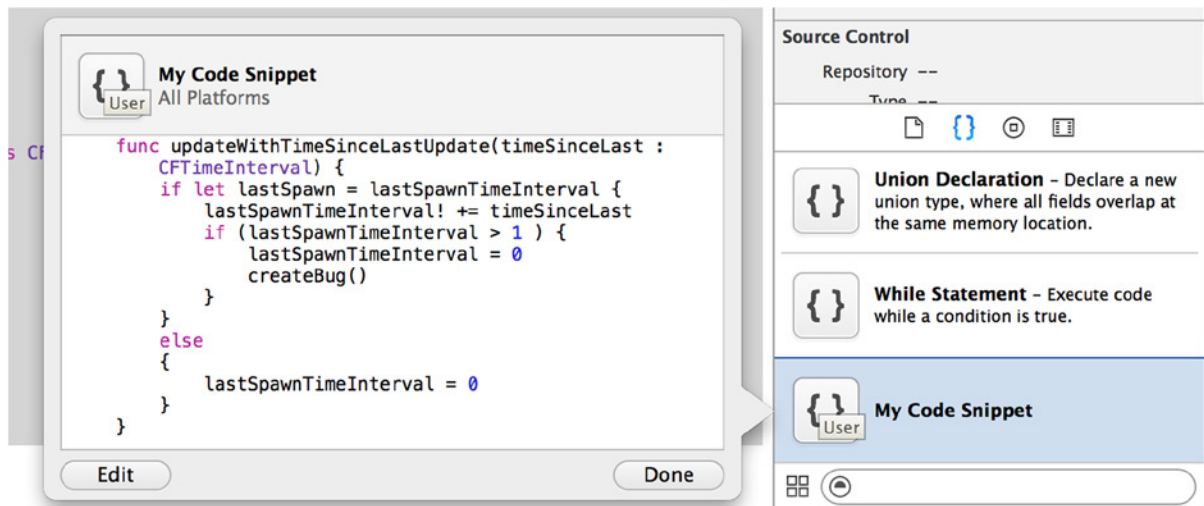 My Code Snippet
User
All Platforms
s CF
func updateWithTimeSinceLastUpdate(timeSinceLast :
CFTimeInterval) {
if let lastSpawn = lastSpawnTimeInterval {
lastSpawnTimeInterval! += timeSinceLast
if (lastSpawnTimeInterval > 1 ) {
lastSpawnTimeInterval = 0
createBug()
}
}
else
{
lastSpawnTimeInterval = 0
}
}
Edit
Done
Source Control
Repository --
Type --
{ }
Union Declaration – Declare a new
union type, where all fields overlap at
the same memory location.
{ }
While Statement – Execute code
while a condition is true.
{ }
My Code Snippet
User